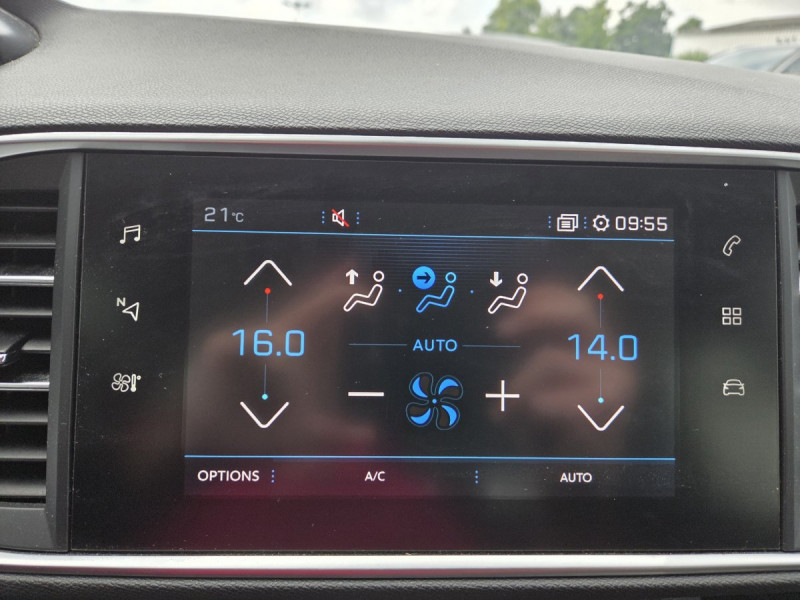 21°C 09:55
N
16.0 AUTO 14.0
OPTIONS A/C AUTO